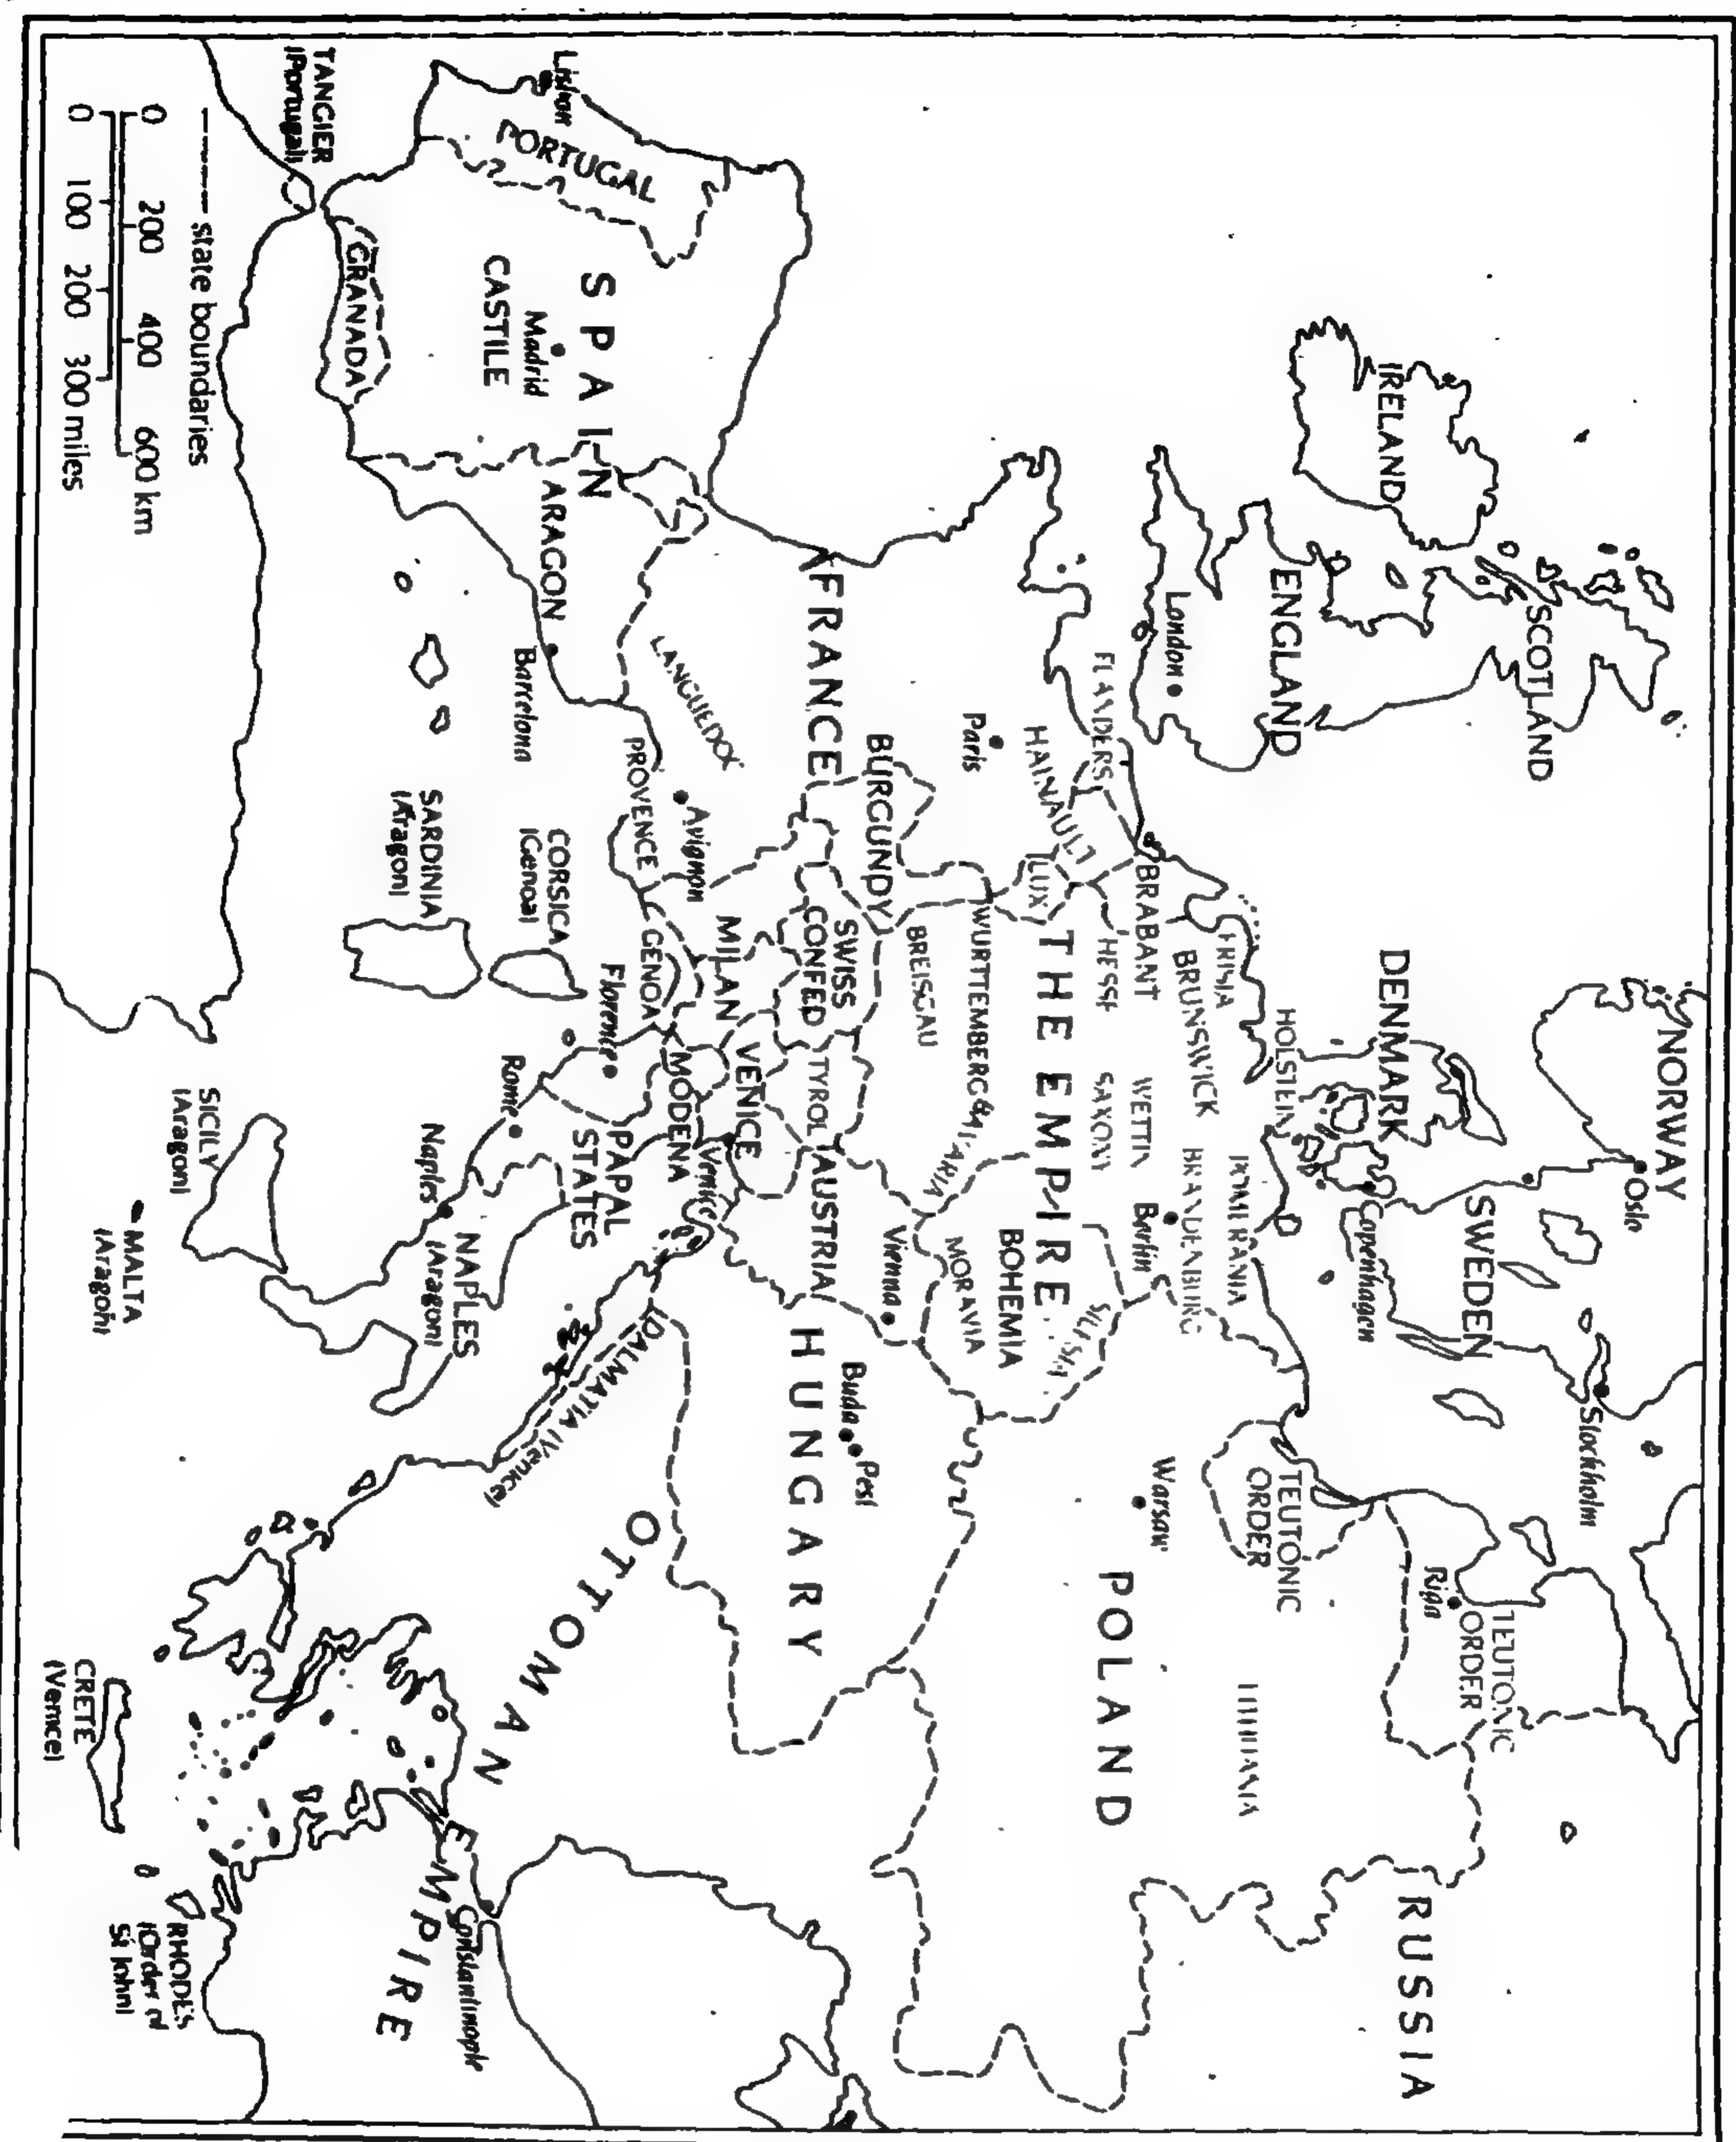 NORWAY
Oslo
SCOTLAND
SWEDEN
Stockholm
IRELAND
DENMARK
Copenhagen
TEUTONIC
ORDER
Riga
RUSSIA
ENGLAND
HOLSTEIN
TEUTONIC
ORDER
FRISIA
POMERANIA
BRUNSWICK
BRANDENBURG
London
BRABANT
WETTIN
Berlin
Warsaw
FLANDERS
HESSE
SAXONY
POLAND
HAINAULT
LUX
THE EMPIRE
SILESIA
Paris
WURTTEMBERG
BOHEMIA
MORAVIA
BREISGAU
BURGUNDY
Vienna
Buda
Pest
FRANCE
SWISS
CONFED
TYROL
AUSTRIA
HUNGARY
LANGUEDOC
Avignon
MILAN
VENICE
Venice
PROVENCE
GENOA
MODENA
Florence
PAPAL
STATES
DALMATIA (Venice)
OTTOMAN EMPIRE
Lisbon
PORTUGAL
SPAIN
Madrid
CASTILE
ARAGON
Barcelona
CORSICA
(Genoa)
Rome
Constantinople
SARDINIA
(Aragon)
Naples
NAPLES
(Aragon)
GRANADA
TANGIER
(Portugal)
SICILY
(Aragon)
MALTA
(Aragon)
CRETE
(Venice)
RHODES
(Order of
St John)
state boundaries
0 200 400 600 km
0 100 200 300 miles